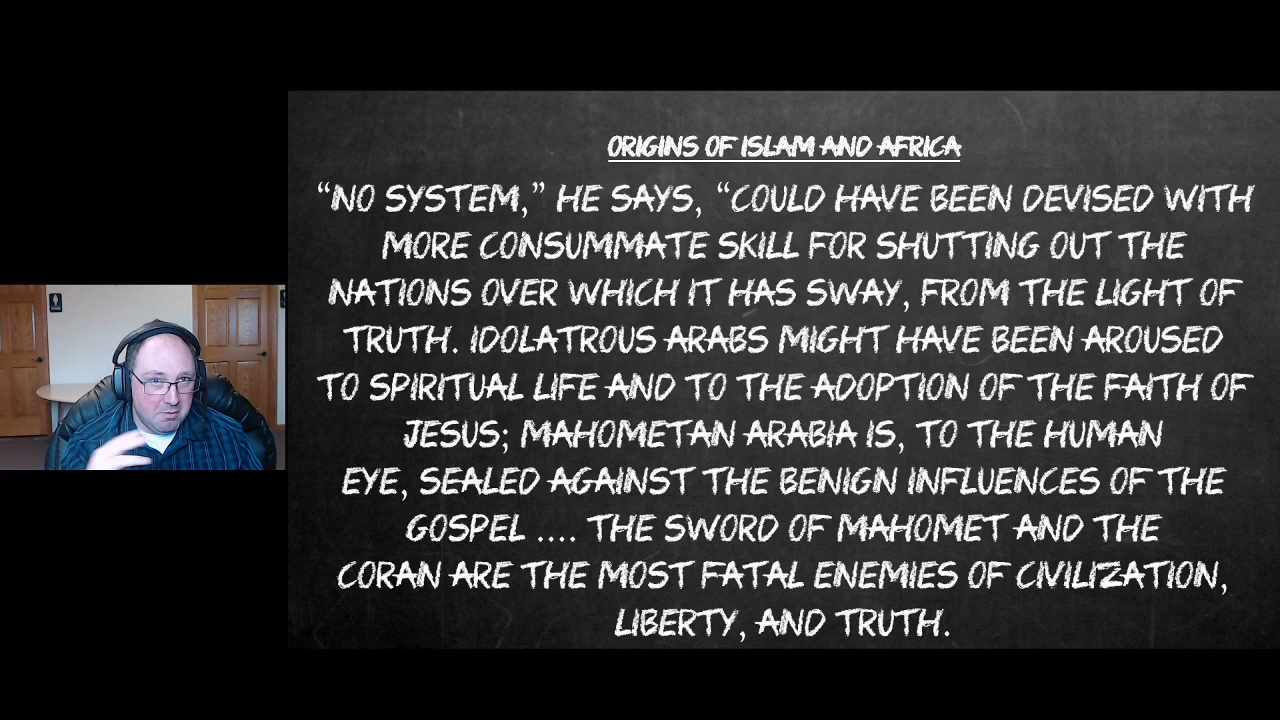 ORIGINS OF ISLAM AND AFRICA
“NO SYSTEM,” HE SAYS, “COULD HAVE BEEN DEVISED WITH
MORE CONSUMMATE SKILL FOR SHUTTING OUT THE
NATIONS OVER WHICH IT HAS SWAY, FROM THE LIGHT OF
TRUTH. IDOLATROUS ARABS MIGHT HAVE BEEN AROUSED
TO SPIRITUAL LIFE AND TO THE ADOPTION OF THE FAITH OF
JESUS; MAHOMETAN ARABIA IS, TO THE HUMAN
EYE, SEALED AGAINST THE BENIGN INFLUENCES OF THE
GOSPEL .... THE SWORD OF MAHOMET AND THE
CORAN ARE THE MOST FATAL ENEMIES OF CIVILIZATION,
LIBERTY, AND TRUTH.